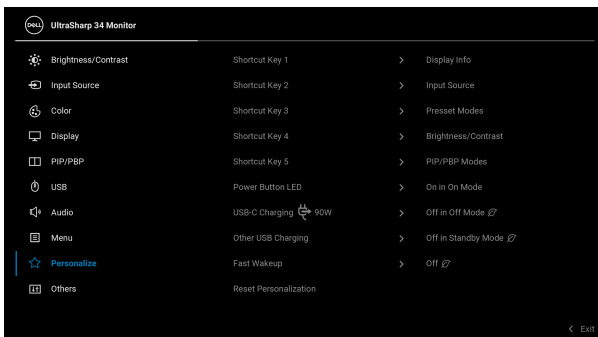 DELL UltraSharp 34 Monitor
Brightness/Contrast Shortcut Key 1 > Display Info
Input Source Shortcut Key 2 > Input Source
Color Shortcut Key 3 > Presset Modes
Display Shortcut Key 4 > Brightness/Contrast
PIP/PBP Shortcut Key 5 > PIP/PBP Modes
USB Power Button LED > On in On Mode
Audio USB-C Charging 90W > Off in Off Mode
Menu Other USB Charging > Off in Standby Mode
Personalize Fast Wakeup > Off
Others Reset Personalization
< Exit